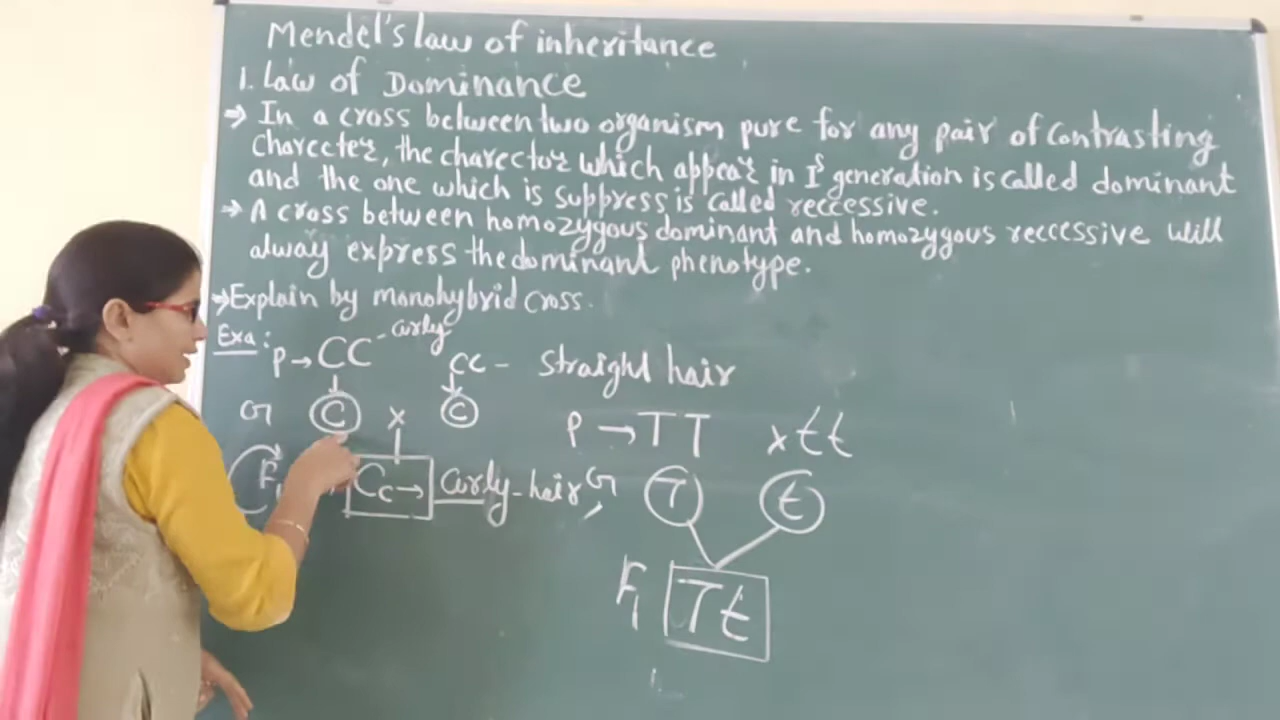 Mendel's law of inheritance
1. Law of Dominance
→ In a cross between two organism pure for any pair of contrasting
charecter, the charector which appear in Iˢ generation is called dominant
and the one which is suppress is called reccessive.
→ A cross between homozygous dominant and homozygous reccessive will
alway express the dominant phenotype.
→ Explain by monohybrid cross.
Exa: P → CC - curly cc - straight hair
G C x c
F₁ Cc → curly-hair,
P → TT x tt
G T t
F₁ Tt